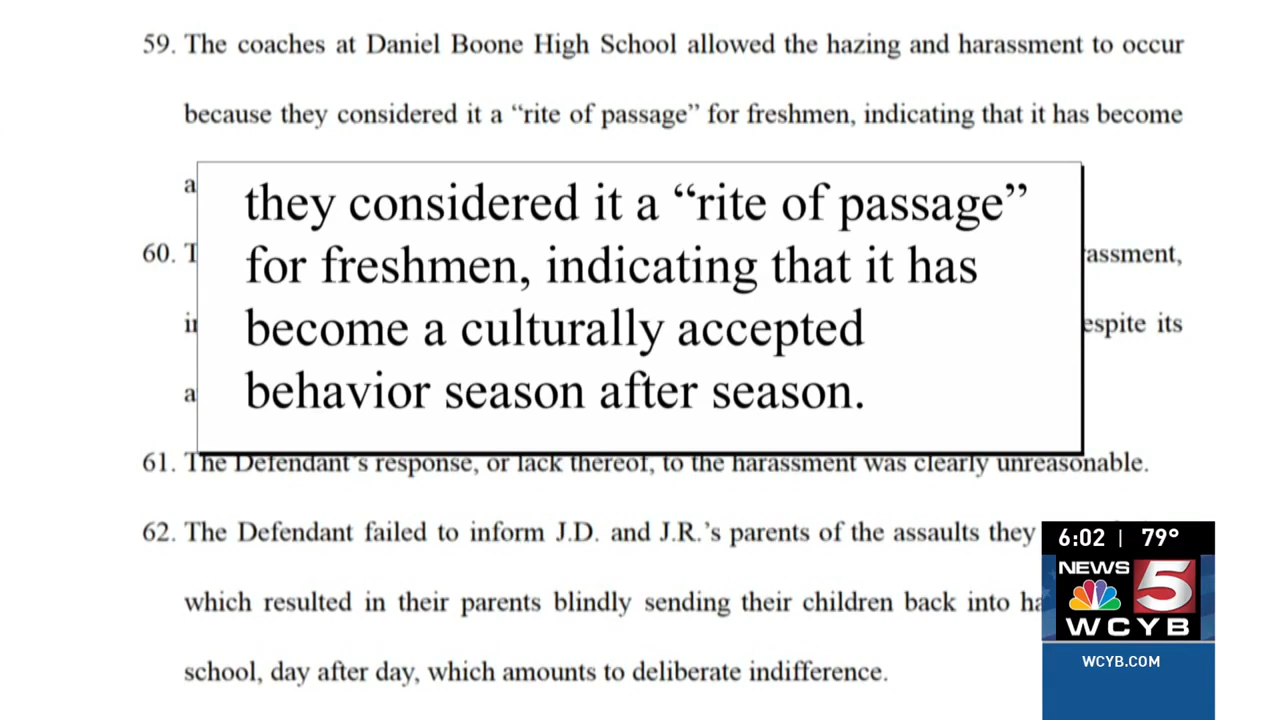 59. The coaches at Daniel Boone High School allowed the hazing and harassment to occur
because they considered it a “rite of passage” for freshmen, indicating that it has become
they considered it a “rite of passage”
for freshmen, indicating that it has
become a culturally accepted
behavior season after season.
60.
espite its
61. The Defendant's response, or lack thereof, to the harassment was clearly unreasonable.
62. The Defendant failed to inform J.D. and J.R.’s parents of the assaults they
which resulted in their parents blindly sending their children back into
school, day after day, which amounts to deliberate indifference.
6:02 | 79°
NEWS 5
WCYB
WCYB.COM